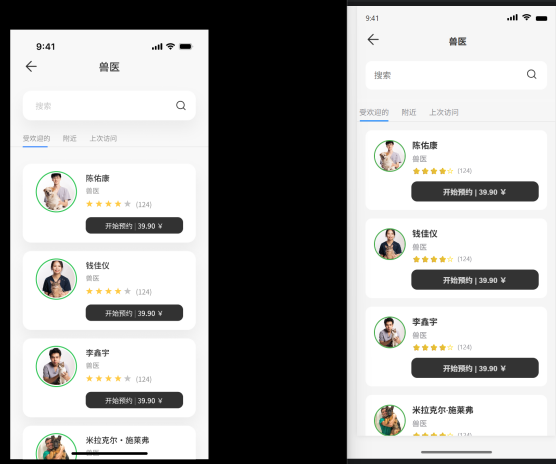 9:41
兽医
搜索
受欢迎的 附近 上次访问
陈佑康
兽医
(124)
开始预约 | 39.90 ¥
钱佳仪
兽医
(124)
开始预约 | 39.90 ¥
李鑫宇
兽医
(124)
开始预约 | 39.90 ¥
米拉克尔·施莱弗
兽医
9:41
兽医
搜索
受欢迎的 附近 上次访问
陈佑康
兽医
(124)
开始预约 | 39.90 ¥
钱佳仪
兽医
(124)
开始预约 | 39.90 ¥
李鑫宇
兽医
(124)
开始预约 | 39.90 ¥
米拉克尔·施莱弗
兽医
(124)